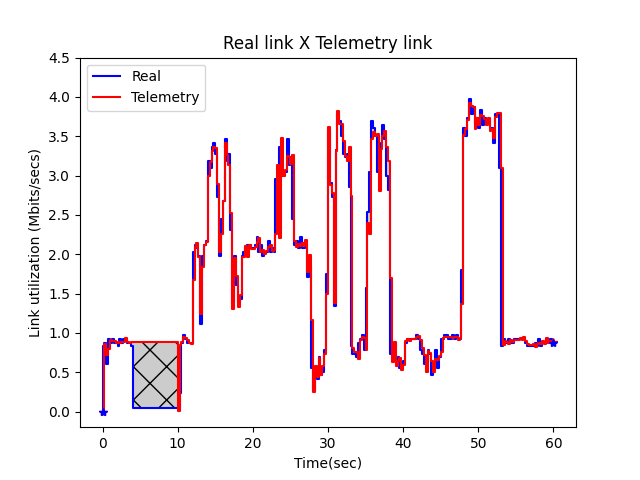 Real link X Telemetry link
Real
Telemetry
Link utilization (Mbits/secs)
4.5
4.0
3.5
3.0
2.5
2.0
1.5
1.0
0.5
0.0
0 10 20 30 40 50 60
Time(sec)